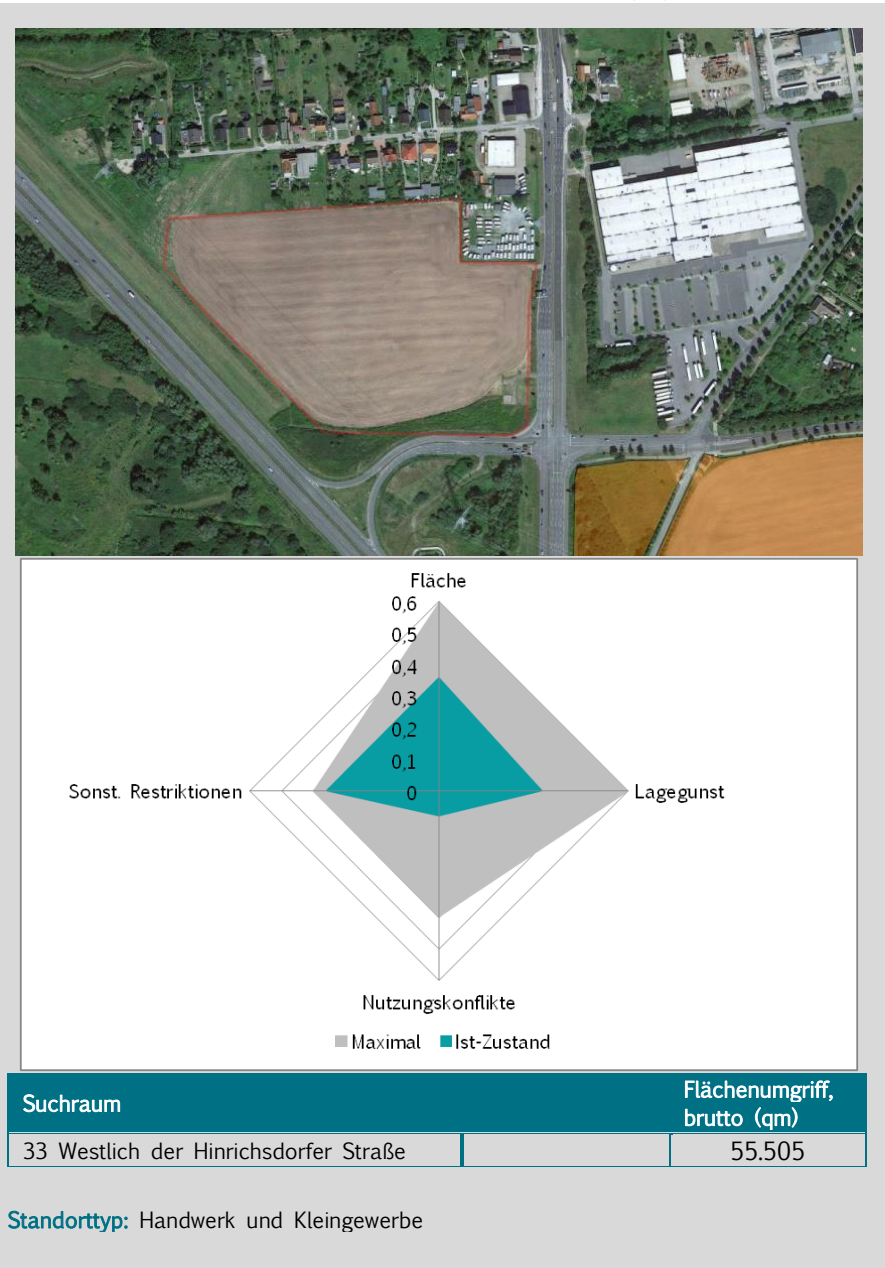 Fläche
0,6
0,5
0,4
0,3
0,2
0,1
0
Sonst. Restriktionen
Lagegunst
Nutzungskonflikte
Maximal Ist-Zustand
Suchraum
Flächenumgriff,
brutto (qm)
33 Westlich der Hinrichsdorfer Straße 55.505
Standorttyp: Handwerk und Kleingewerbe